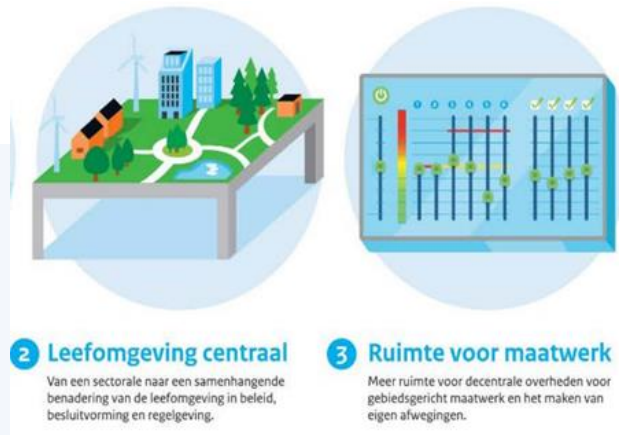 2 Leefomgeving centraal
Van een sectorale naar een samenhangende
benadering van de leefomgeving in beleid,
besluitvorming en regelgeving.
3 Ruimte voor maatwerk
Meer ruimte voor decentrale overheden voor
gebiedsgericht maatwerk en het maken van
eigen afwegingen.